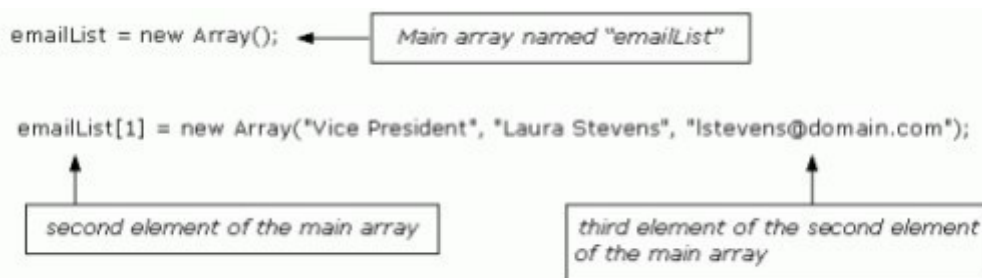 emailList = new Array();
Main array named "emailList"
emailList[1] = new Array("Vice President", "Laura Stevens", "lstevens@domain.com");
second element of the main array
third element of the second element
of the main array